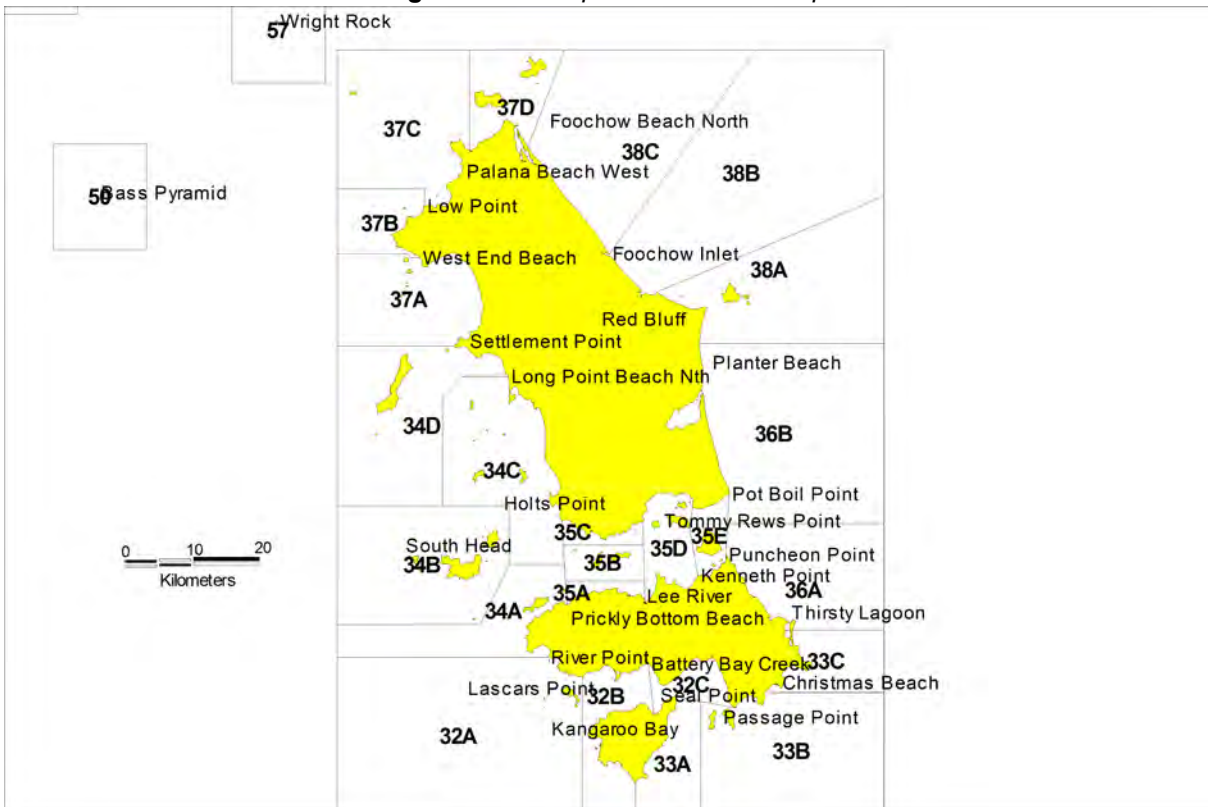 57 Wright Rock
37D
37C
Foochow Beach North
38C
Palana Beach West
38B
50 Bass Pyramid
Low Point
37B
Foochow Inlet
West End Beach
38A
37A
Red Bluff
Settlement Point
Planter Beach
Long Point Beach Nth
34D
36B
34C
Pot Boil Point
Holts Point
Tommy Rews Point
35C
35E
0 10 20
Kilometers
South Head
35D
Puncheon Point
34B
35B
Kenneth Point
36A
35A
Lee River
34A
Thirsty Lagoon
Prickly Bottom Beach
River Point
Battery Bay Creek
33C
Christmas Beach
Lascars Point
32B
32C
Seal Point
Passage Point
Kangaroo Bay
32A
33B
33A